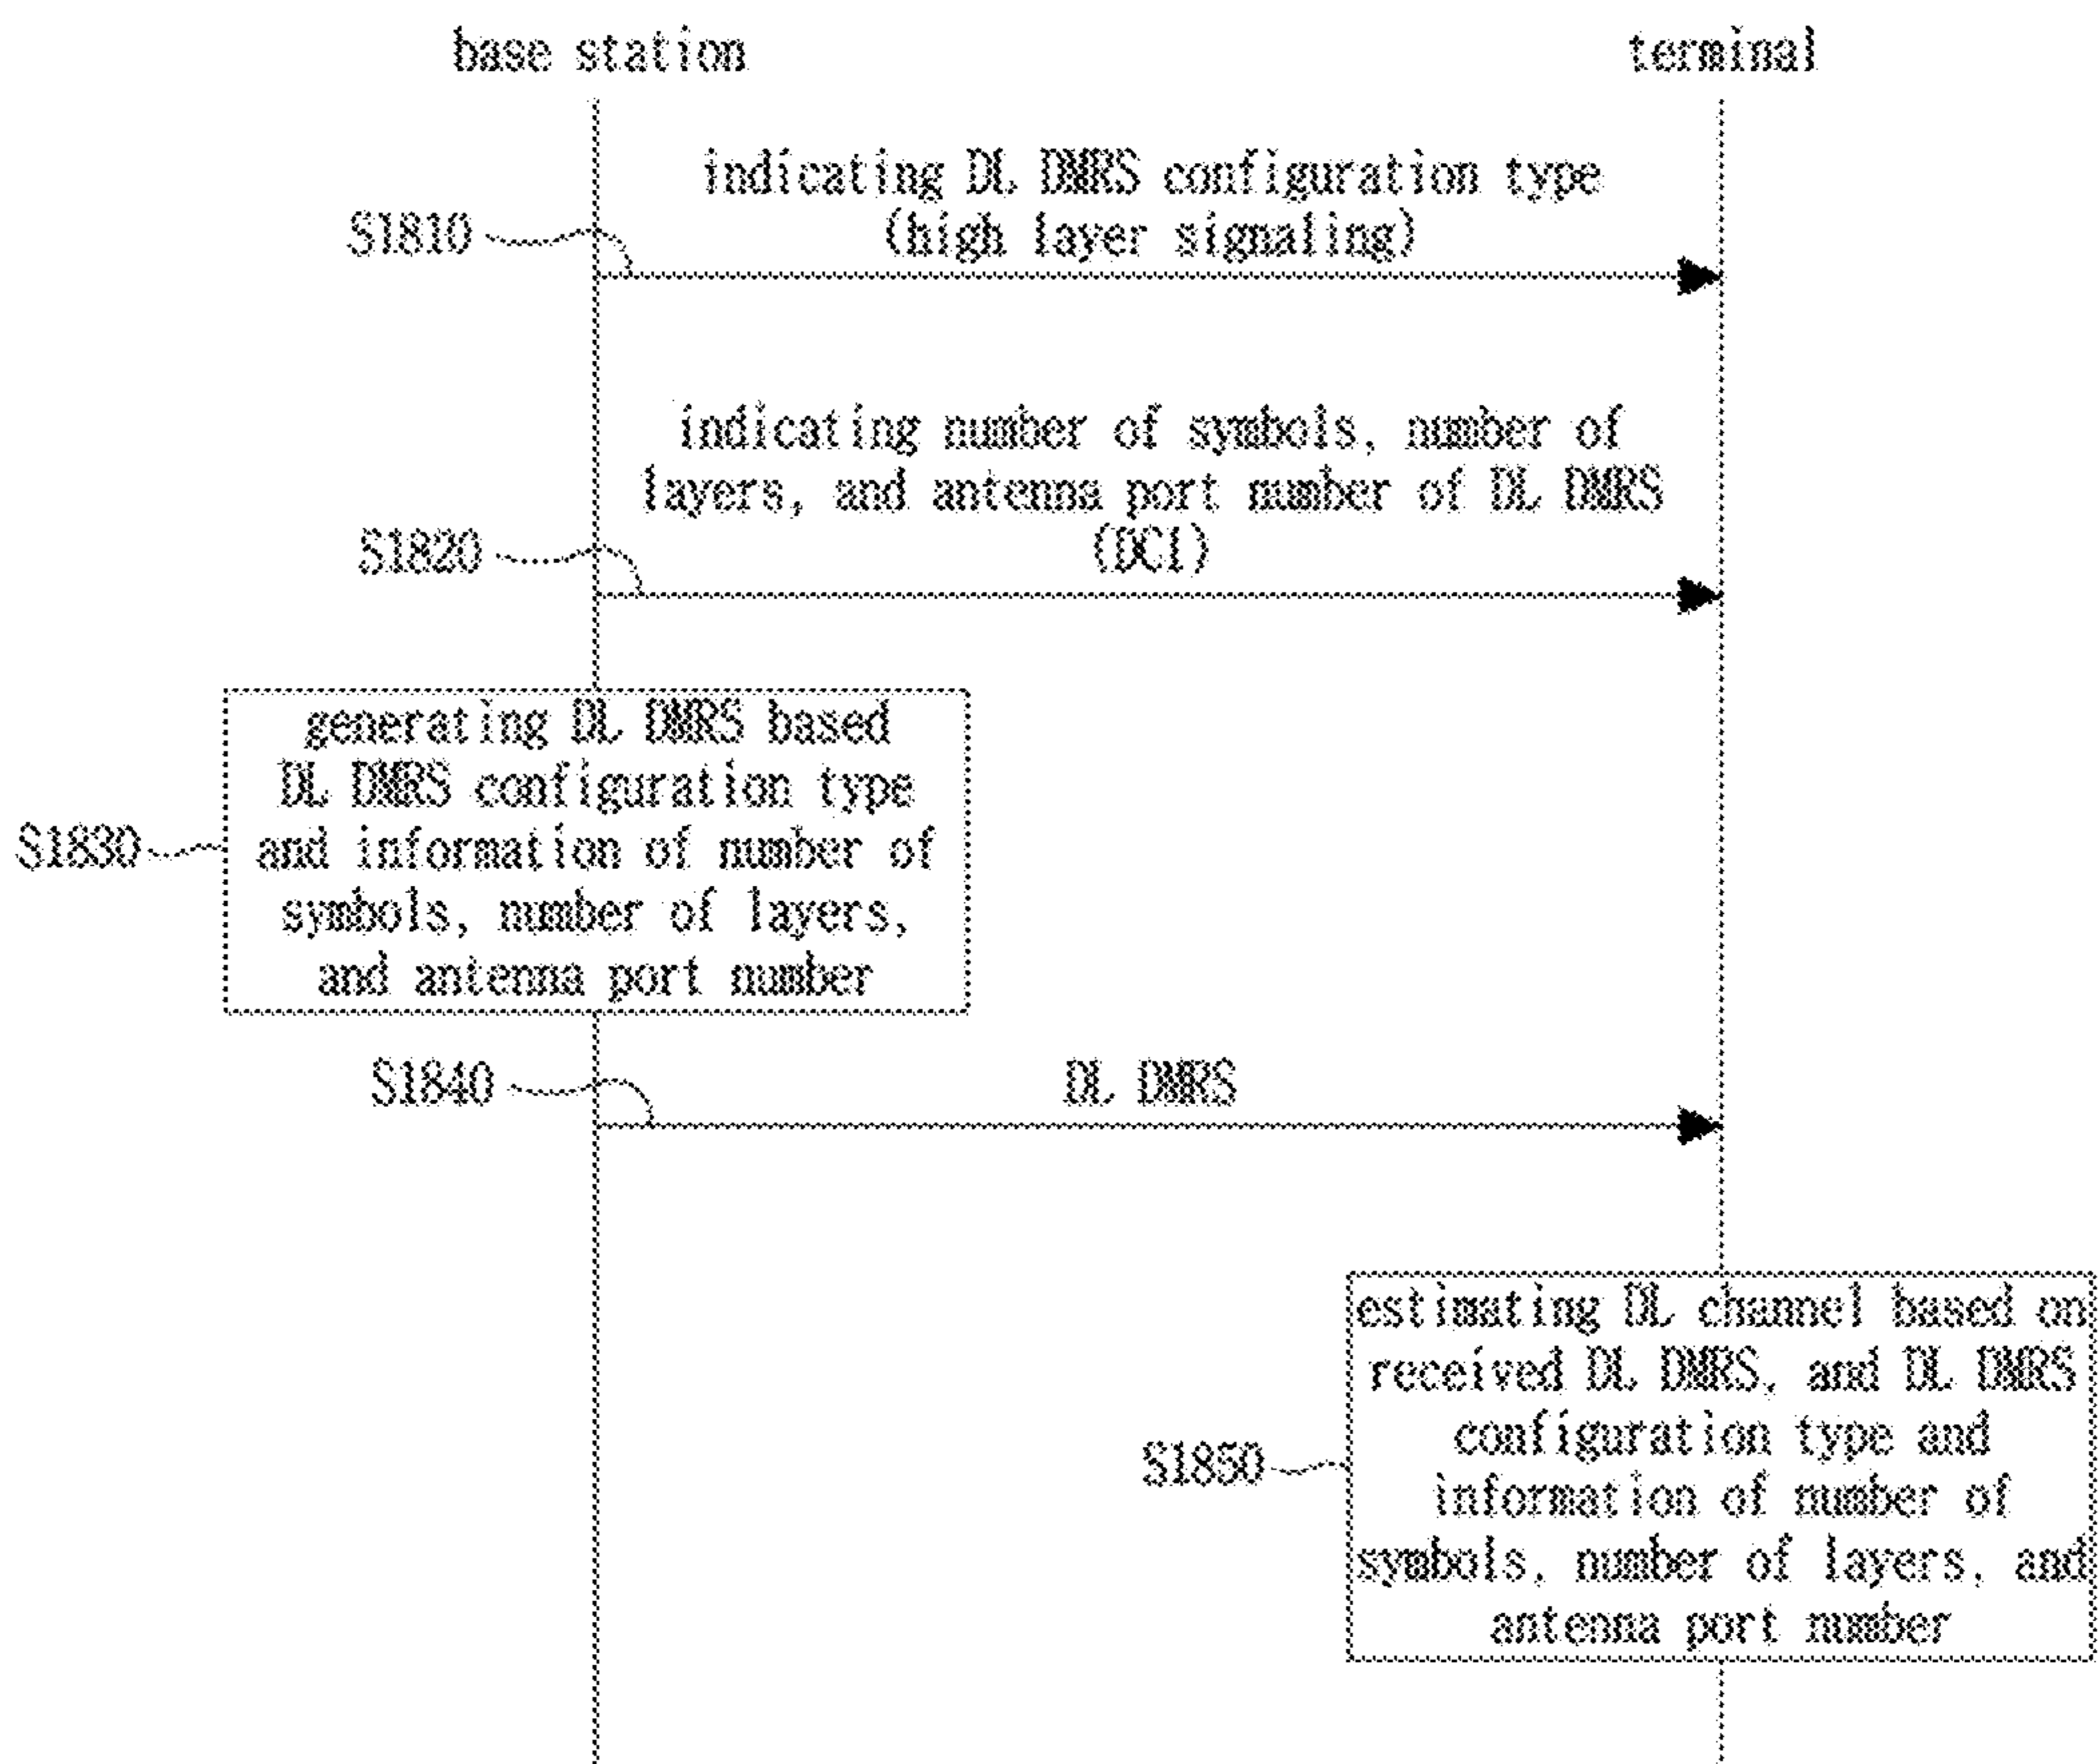 base station
terminal
indicating DL DMRS configuration type
(high layer signaling)
S1810
indicating number of symbols, number of
layers, and antenna port number of DL DMRS
(DCI)
S1820
generating DL DMRS based
DL DMRS configuration type
and information of number of
symbols, number of layers,
and antenna port number
S1830
S1840
DL DMRS
estimating DL channel based on
received DL DMRS, and DL DMRS
configuration type and
information of number of
symbols, number of layers, and
antenna port number
S1850